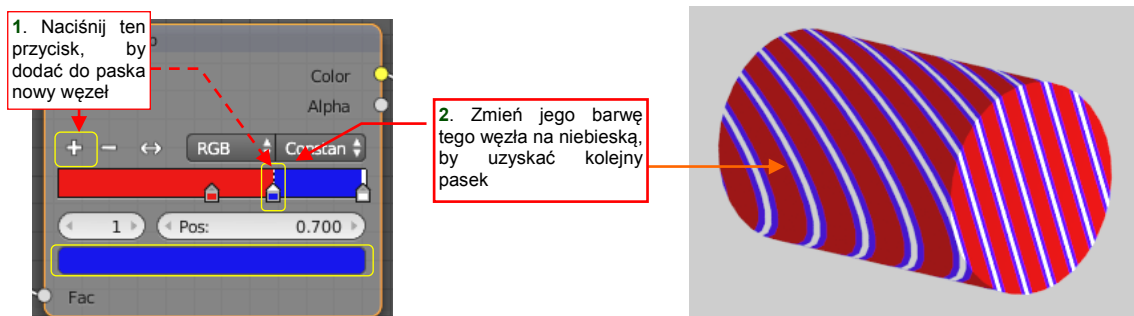 1. Naciśnij ten
przycisk, by
dodać do paska
nowy węzeł
Color
Alpha
2. Zmień jego barwę
tego węzła na niebieską,
by uzyskać kolejny
pasek
+ − ↔ RGB Constan
1 Pos: 0.700
Fac